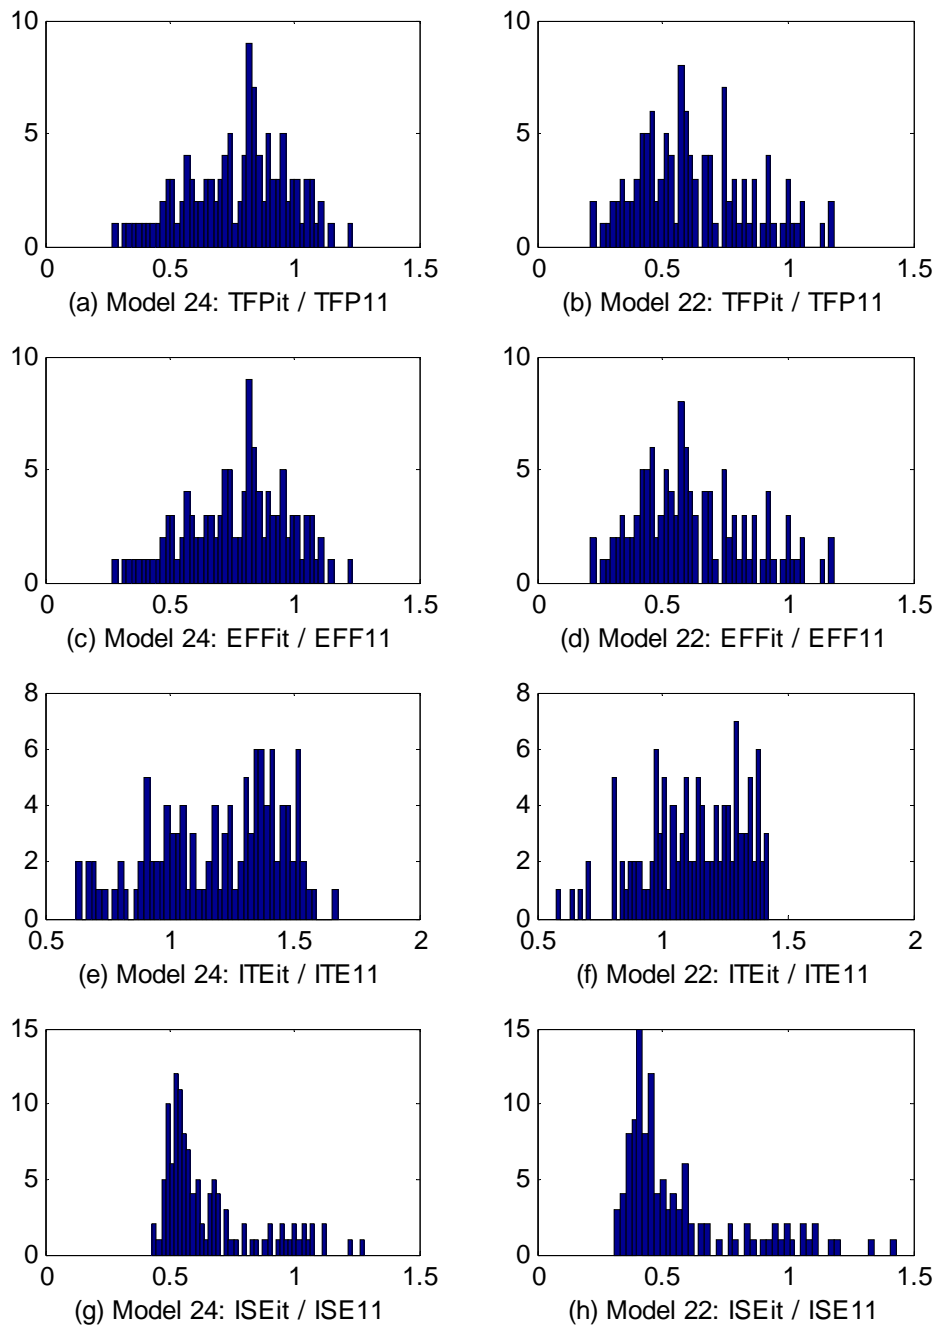 10
5
0
0 0.5 1 1.5
(a) Model 24: TFPit / TFP11
10
5
0
0 0.5 1 1.5
(b) Model 22: TFPit / TFP11
10
5
0
0 0.5 1 1.5
(c) Model 24: EFFit / EFF11
10
5
0
0 0.5 1 1.5
(d) Model 22: EFFit / EFF11
8
6
4
2
0
0.5 1 1.5 2
(e) Model 24: ITEit / ITE11
8
6
4
2
0
0.5 1 1.5 2
(f) Model 22: ITEit / ITE11
15
10
5
0
0 0.5 1 1.5
(g) Model 24: ISEit / ISE11
15
10
5
0
0 0.5 1 1.5
(h) Model 22: ISEit / ISE11